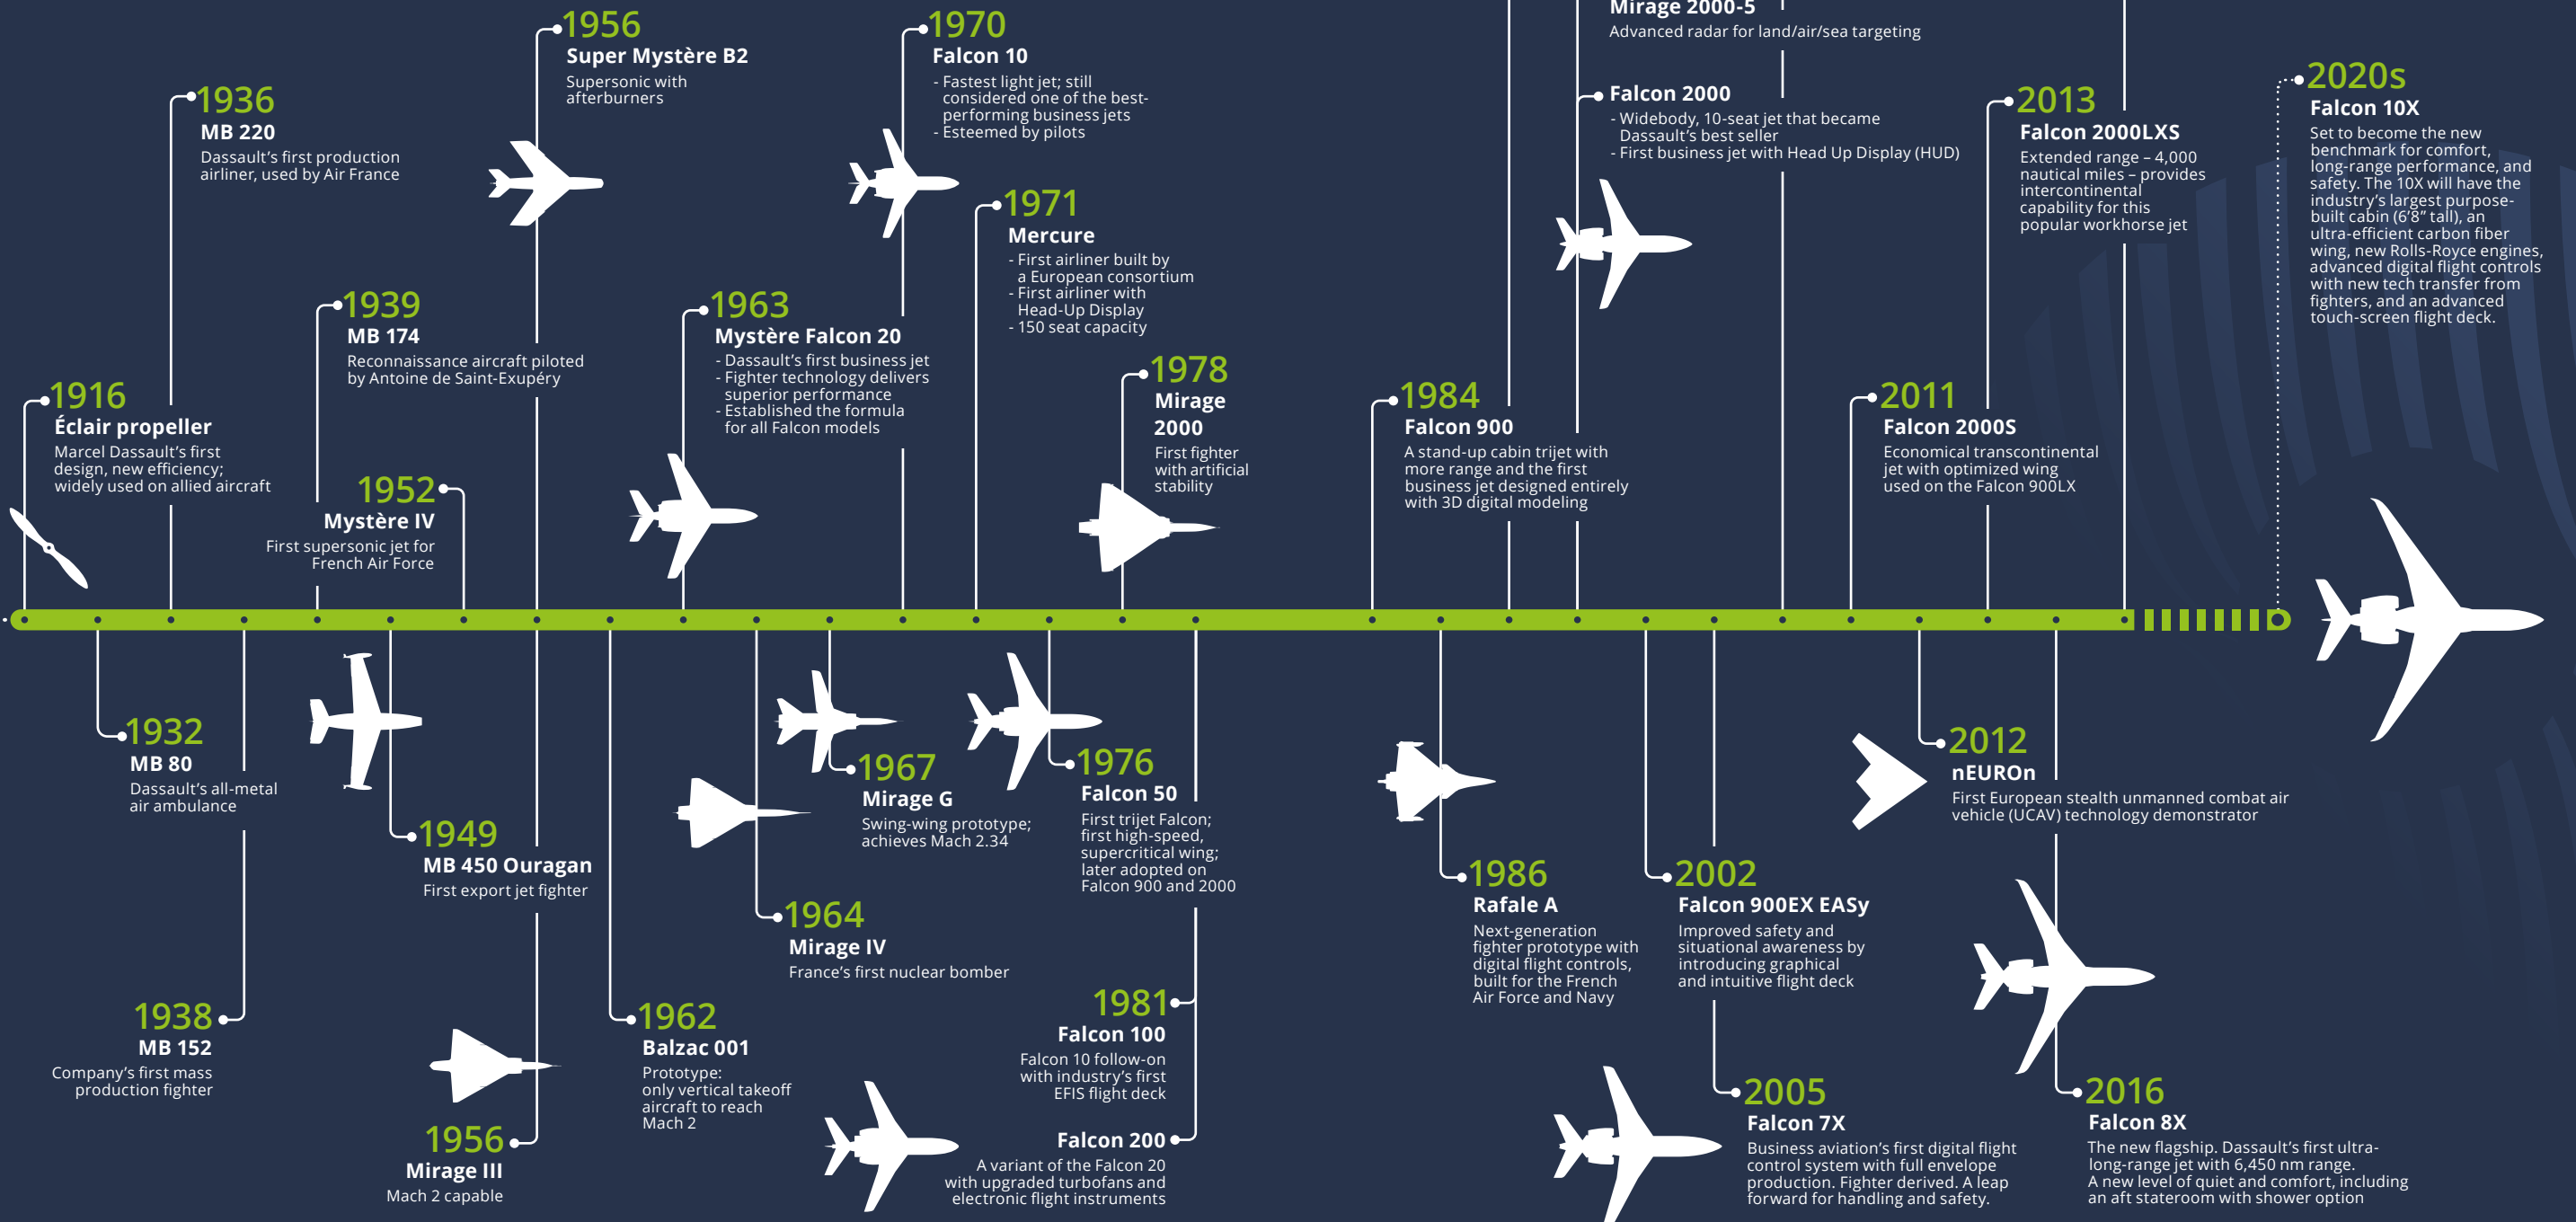 1916
Éclair propeller
Marcel Dassault’s first
design, new efficiency;
widely used on allied aircraft
1932
MB 80
Dassault’s all-metal
air ambulance
1936
MB 220
Dassault’s first production
airliner, used by Air France
1938
MB 152
Company’s first mass
production fighter
1939
MB 174
Reconnaissance aircraft piloted
by Antoine de Saint-Exupéry
1949
MB 450 Ouragan
First export jet fighter
1952
Mystère IV
First supersonic jet for
French Air Force
1956
Super Mystère B2
Supersonic with
afterburners
1956
Mirage III
Mach 2 capable
1962
Balzac 001
Prototype:
only vertical takeoff
aircraft to reach
Mach 2
1963
Mystère Falcon 20
- Dassault’s first business jet
- Fighter technology delivers
superior performance
- Established the formula
for all Falcon models
1964
Mirage IV
France’s first nuclear bomber
1967
Mirage G
Swing-wing prototype;
achieves Mach 2.34
1970
Falcon 10
- Fastest light jet; still
considered one of the best-
performing business jets
- Esteemed by pilots
1971
Mercure
- First airliner built by
a European consortium
- First airliner with
Head-Up Display
- 150 seat capacity
1976
Falcon 50
First trijet Falcon;
first high-speed,
supercritical wing;
later adopted on
Falcon 900 and 2000
1978
Mirage
2000
First fighter
with artificial
stability
1981
Falcon 100
Falcon 10 follow-on
with industry’s first
EFIS flight deck
Falcon 200
A variant of the Falcon 20
with upgraded turbofans and
electronic flight instruments
1984
Falcon 900
A stand-up cabin trijet with
more range and the first
business jet designed entirely
with 3D digital modeling
1986
Rafale A
Next-generation
fighter prototype with
digital flight controls,
built for the French
Air Force and Navy
Mirage 2000-5
Advanced radar for land/air/sea targeting
Falcon 2000
- Widebody, 10-seat jet that became
Dassault’s best seller
- First business jet with Head Up Display (HUD)
2002
Falcon 900EX EASy
Improved safety and
situational awareness by
introducing graphical
and intuitive flight deck
2005
Falcon 7X
Business aviation’s first digital flight
control system with full envelope
production. Fighter derived. A leap
forward for handling and safety.
2011
Falcon 2000S
Economical transcontinental
jet with optimized wing
used on the Falcon 900LX
2012
nEUROn
First European stealth unmanned combat air
vehicle (UCAV) technology demonstrator
2013
Falcon 2000LXS
Extended range – 4,000
nautical miles – provides
intercontinental
capability for this
popular workhorse jet
2016
Falcon 8X
The new flagship. Dassault’s first ultra-
long-range jet with 6,450 nm range.
A new level of quiet and comfort, including
an aft stateroom with shower option
2020s
Falcon 10X
Set to become the new
benchmark for comfort,
long-range performance, and
safety. The 10X will have the
industry’s largest purpose-
built cabin (6’8” tall), an
ultra-efficient carbon fiber
wing, new Rolls-Royce engines,
advanced digital flight controls
with new tech transfer from
fighters, and an advanced
touch-screen flight deck.